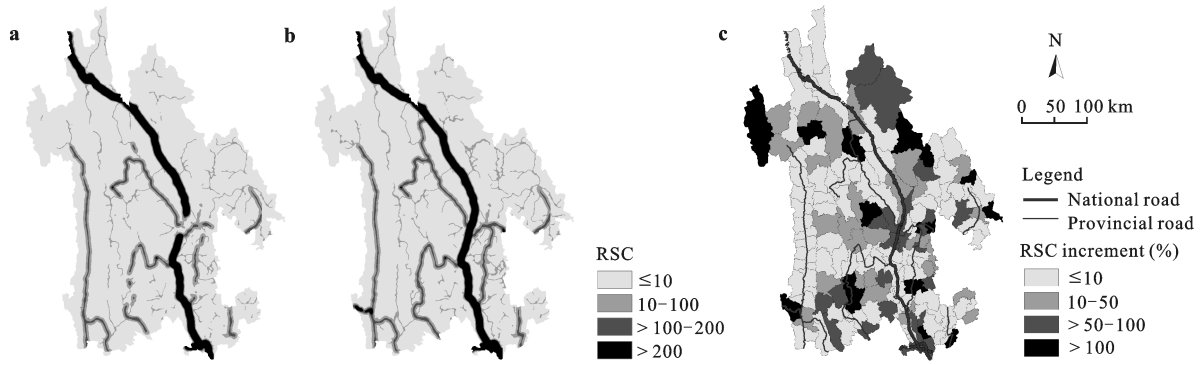 a
b
c
N
0 50 100 km
Legend
National road
Provincial road
RSC
≤10
10−100
>100−200
>200
RSC increment (%)
≤10
10−50
>50−100
>100